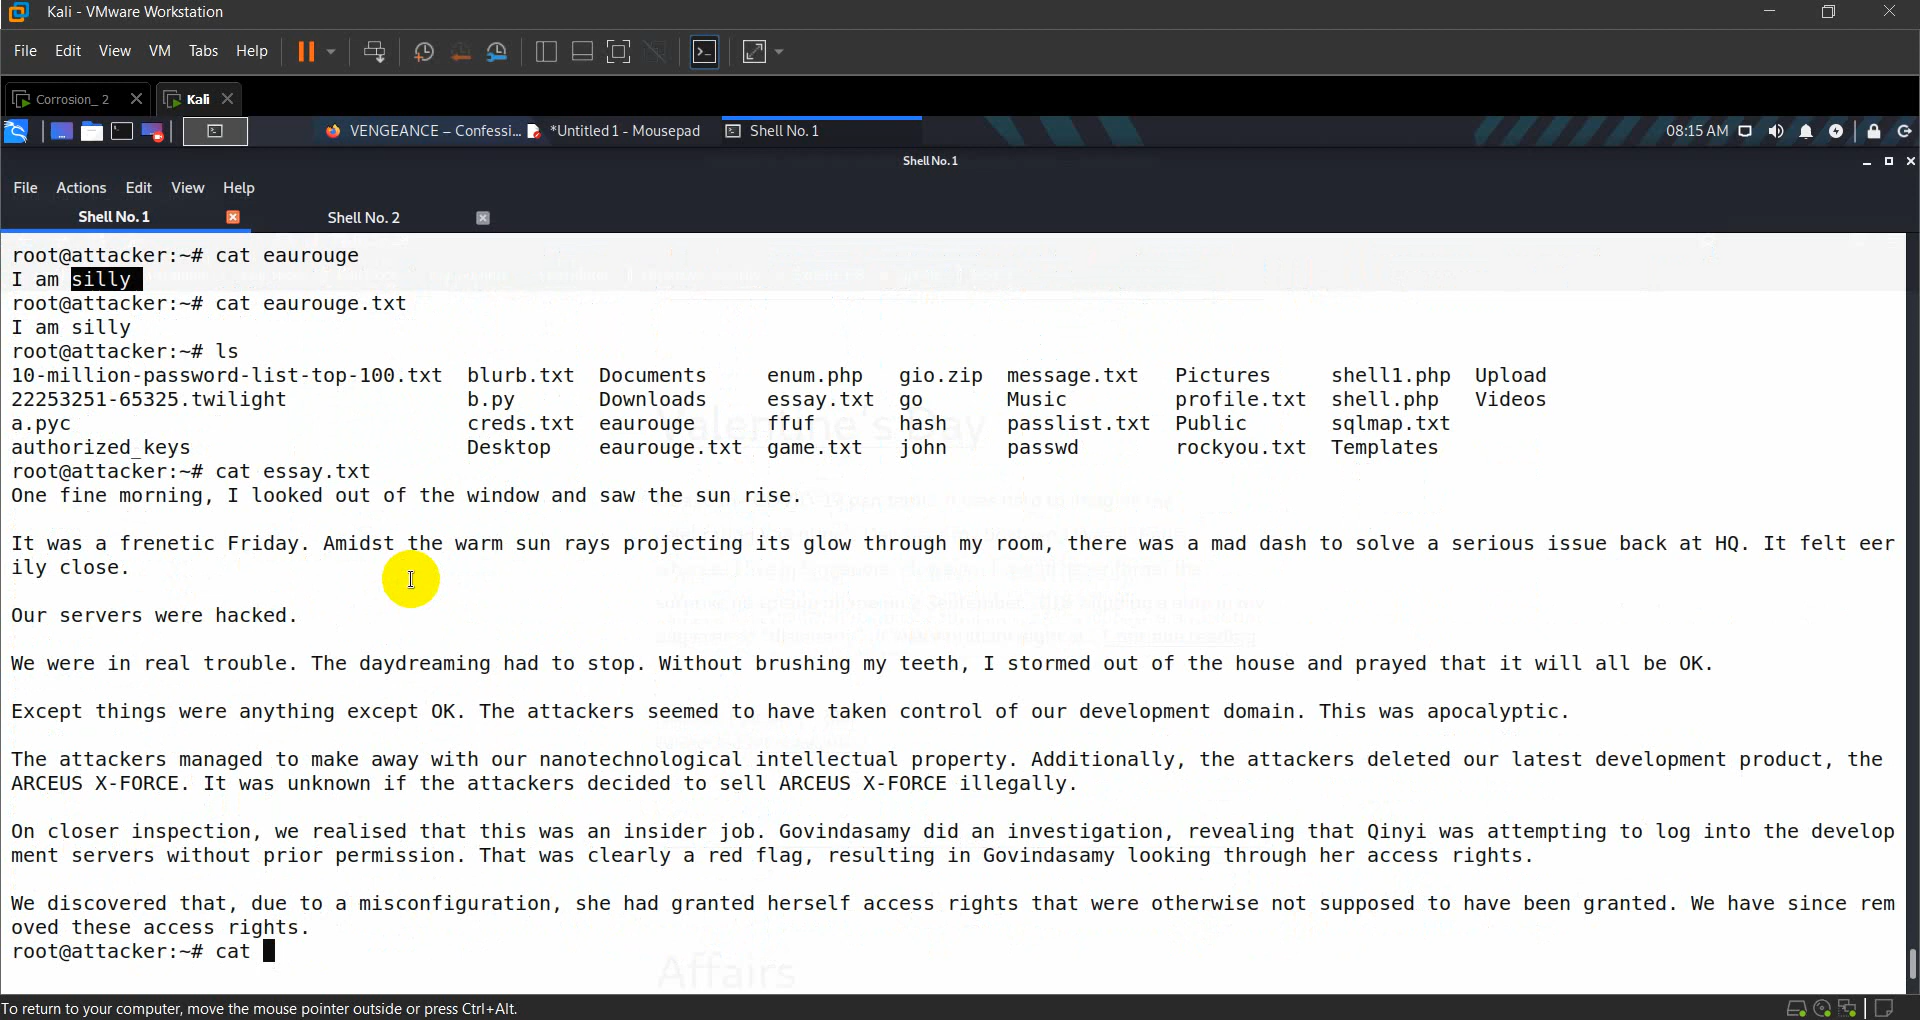 Kali - VMware Workstation
File Edit View VM Tabs Help
Corrosion_ 2 Kali
VENGEANCE – Confessi... *Untitled 1 - Mousepad Shell No. 1 08:15 AM
Shell No. 1
File Actions Edit View Help
Shell No. 1 Shell No. 2
root@attacker:~# cat eaurouge
I am silly
root@attacker:~# cat eaurouge.txt
I am silly
root@attacker:~# ls
10-million-password-list-top-100.txt blurb.txt Documents enum.php gio.zip message.txt Pictures shell1.php Upload
22253251-65325.twilight b.py Downloads essay.txt go Music profile.txt shell.php Videos
a.pyc creds.txt eaurouge ffuf hash passlist.txt Public sqlmap.txt
authorized_keys Desktop eaurouge.txt game.txt john passwd rockyou.txt Templates
root@attacker:~# cat essay.txt
One fine morning, I looked out of the window and saw the sun rise.
It was a frenetic Friday. Amidst the warm sun rays projecting its glow through my room, there was a mad dash to solve a serious issue back at HQ. It felt eer
ily close.
Our servers were hacked.
We were in real trouble. The daydreaming had to stop. Without brushing my teeth, I stormed out of the house and prayed that it will all be OK.
Except things were anything except OK. The attackers seemed to have taken control of our development domain. This was apocalyptic.
The attackers managed to make away with our nanotechnological intellectual property. Additionally, the attackers deleted our latest development product, the
ARCEUS X-FORCE. It was unknown if the attackers decided to sell ARCEUS X-FORCE illegally.
On closer inspection, we realised that this was an insider job. Govindasamy did an investigation, revealing that Qinyi was attempting to log into the develop
ment servers without prior permission. That was clearly a red flag, resulting in Govindasamy looking through her access rights.
We discovered that, due to a misconfiguration, she had granted herself access rights that were otherwise not supposed to have been granted. We have since rem
oved these access rights.
root@attacker:~# cat
Valentine's Day
Affairs
To return to your computer, move the mouse pointer outside or press Ctrl+Alt.